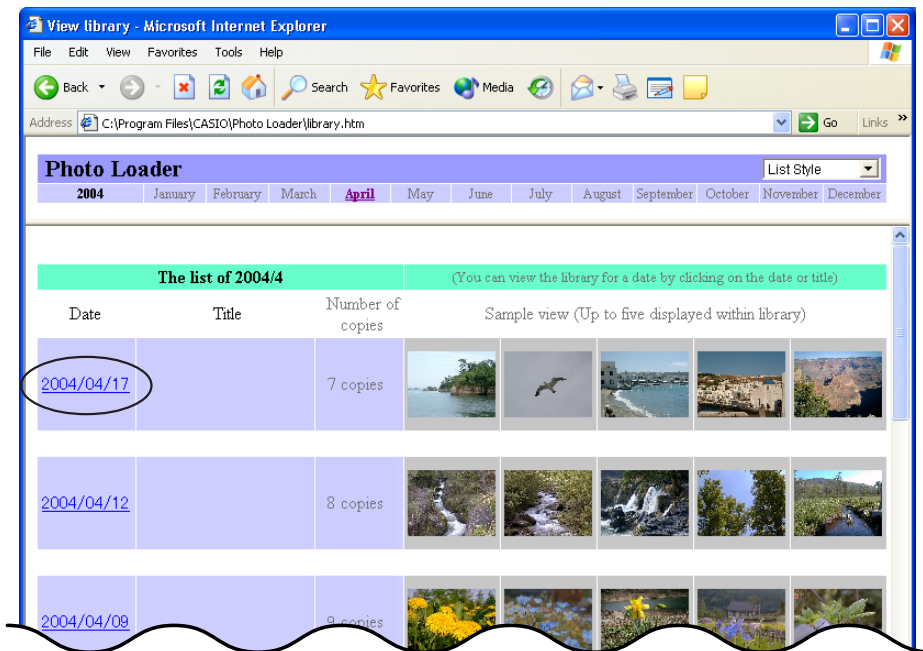 View library - Microsoft Internet Explorer
File Edit View Favorites Tools Help
Back Search Favorites Media
Address C:\Program Files\CASIO\Photo Loader\library.htm Go Links »
Photo Loader List Style
2004 January February March April May June July August September October November December
The list of 2004/4 (You can view the library for a date by clicking on the date or title)
Date Title Number of copies Sample view (Up to five displayed within library)
2004/04/17 7 copies
2004/04/12 8 copies
2004/04/09 9 copies